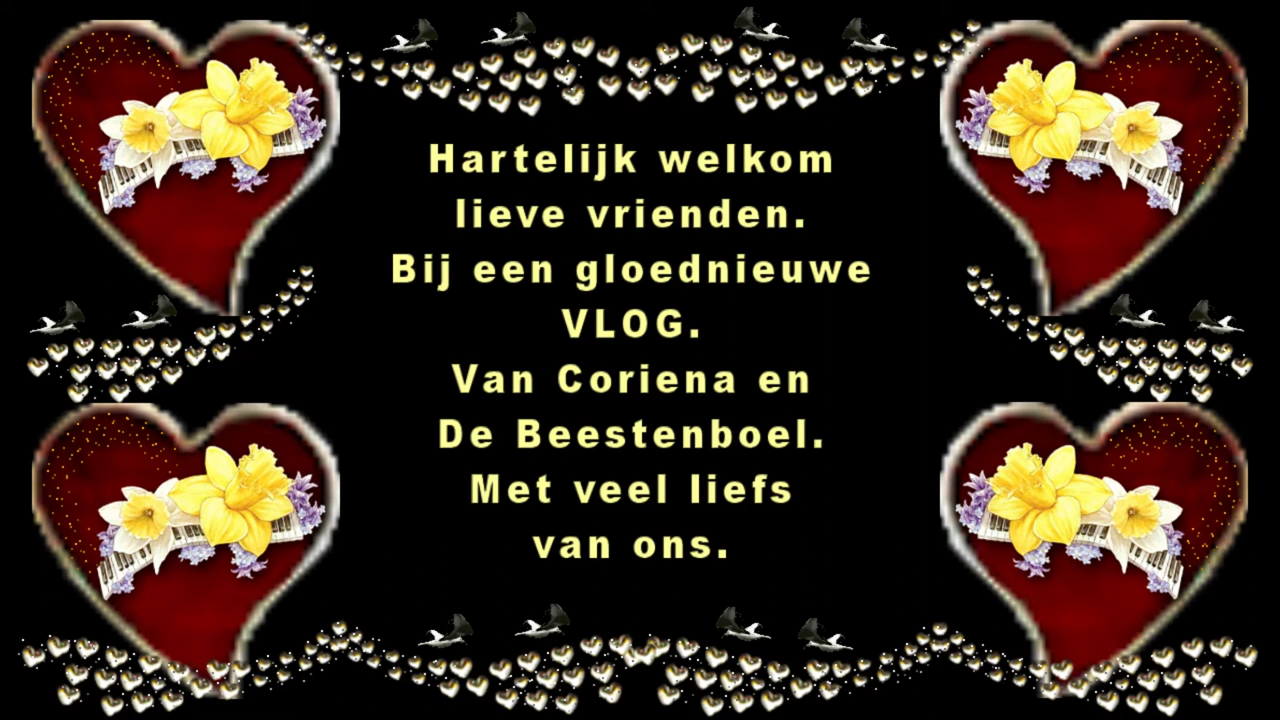 Hartelijk welkom
lieve vrienden.
Bij een gloednieuwe
VLOG.
Van Coriena en
De Beestenboel.
Met veel liefs
van ons.